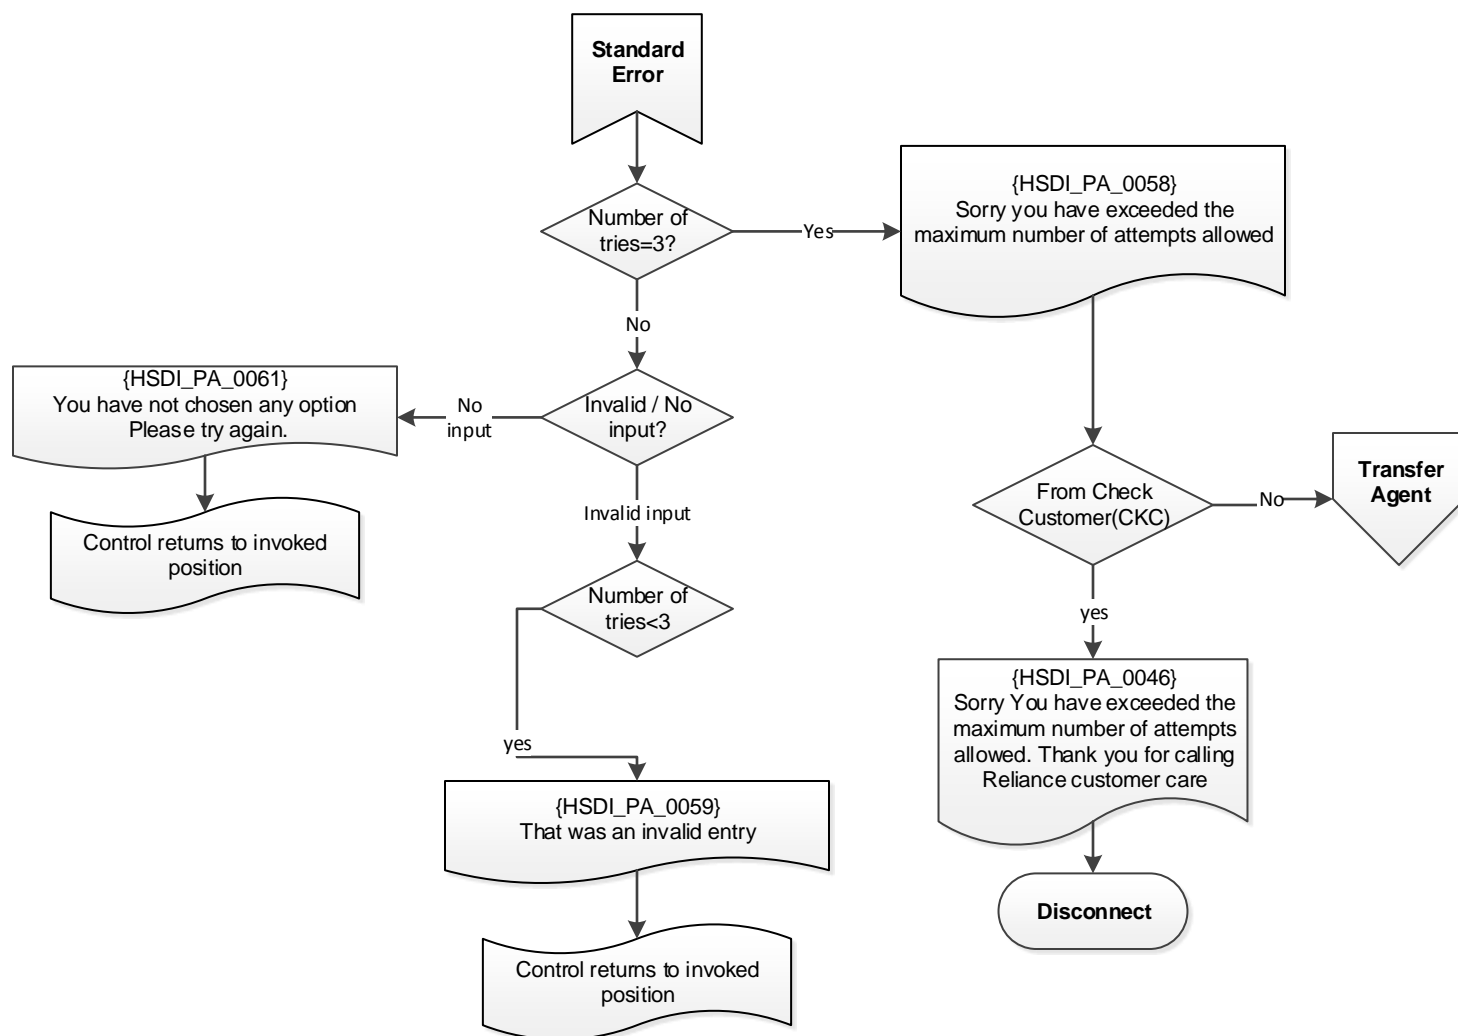 Standard
Error
Number of
tries=3?
Yes
{HSDI_PA_0058}
Sorry you have exceeded the
maximum number of attempts allowed
No
{HSDI_PA_0061}
You have not chosen any option
Please try again.
No
input
Invalid / No
input?
Control returns to invoked
position
Invalid input
Number of
tries<3
yes
{HSDI_PA_0059}
That was an invalid entry
Control returns to invoked
position
From Check
Customer(CKC)
No
Transfer
Agent
yes
{HSDI_PA_0046}
Sorry You have exceeded the
maximum number of attempts
allowed. Thank you for calling
Reliance customer care
Disconnect